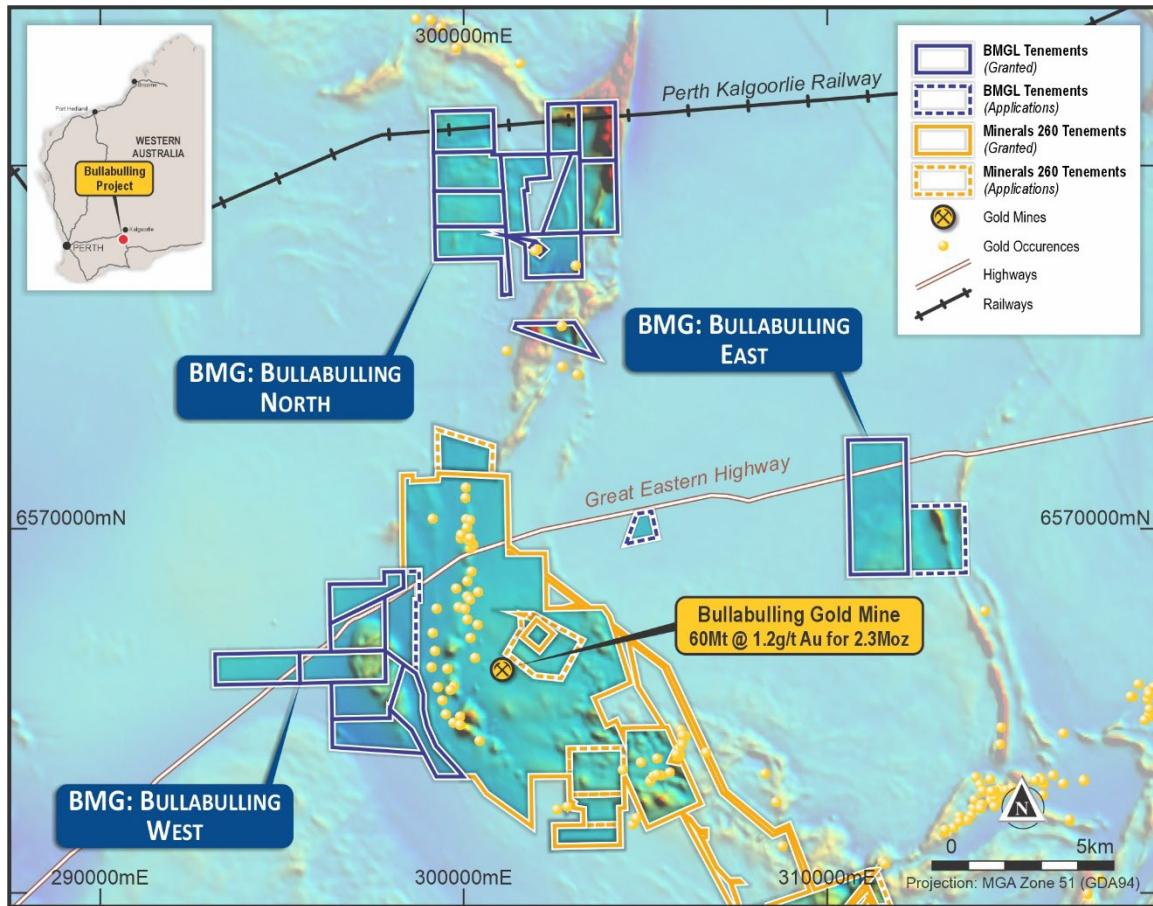 300000mE
Broome
Port Hedland
WESTERN
AUSTRALIA
Bullabulling
Project
Kalgoorlie
PERTH
Perth Kalgoorlie Railway
BMGL Tenements
(Granted)
BMGL Tenements
(Applications)
Minerals 260 Tenements
(Granted)
Minerals 260 Tenements
(Applications)
Gold Mines
Gold Occurences
Highways
Railways
BMG: BULLABULLING
NORTH
BMG: BULLABULLING
EAST
Great Eastern Highway
6570000mN
6570000mN
Bullabulling Gold Mine
60Mt @ 1.2g/t Au for 2.3Moz
BMG: BULLABULLING
WEST
N
0 5km
290000mE
300000mE
310000mE
Projection: MGA Zone 51 (GDA94)